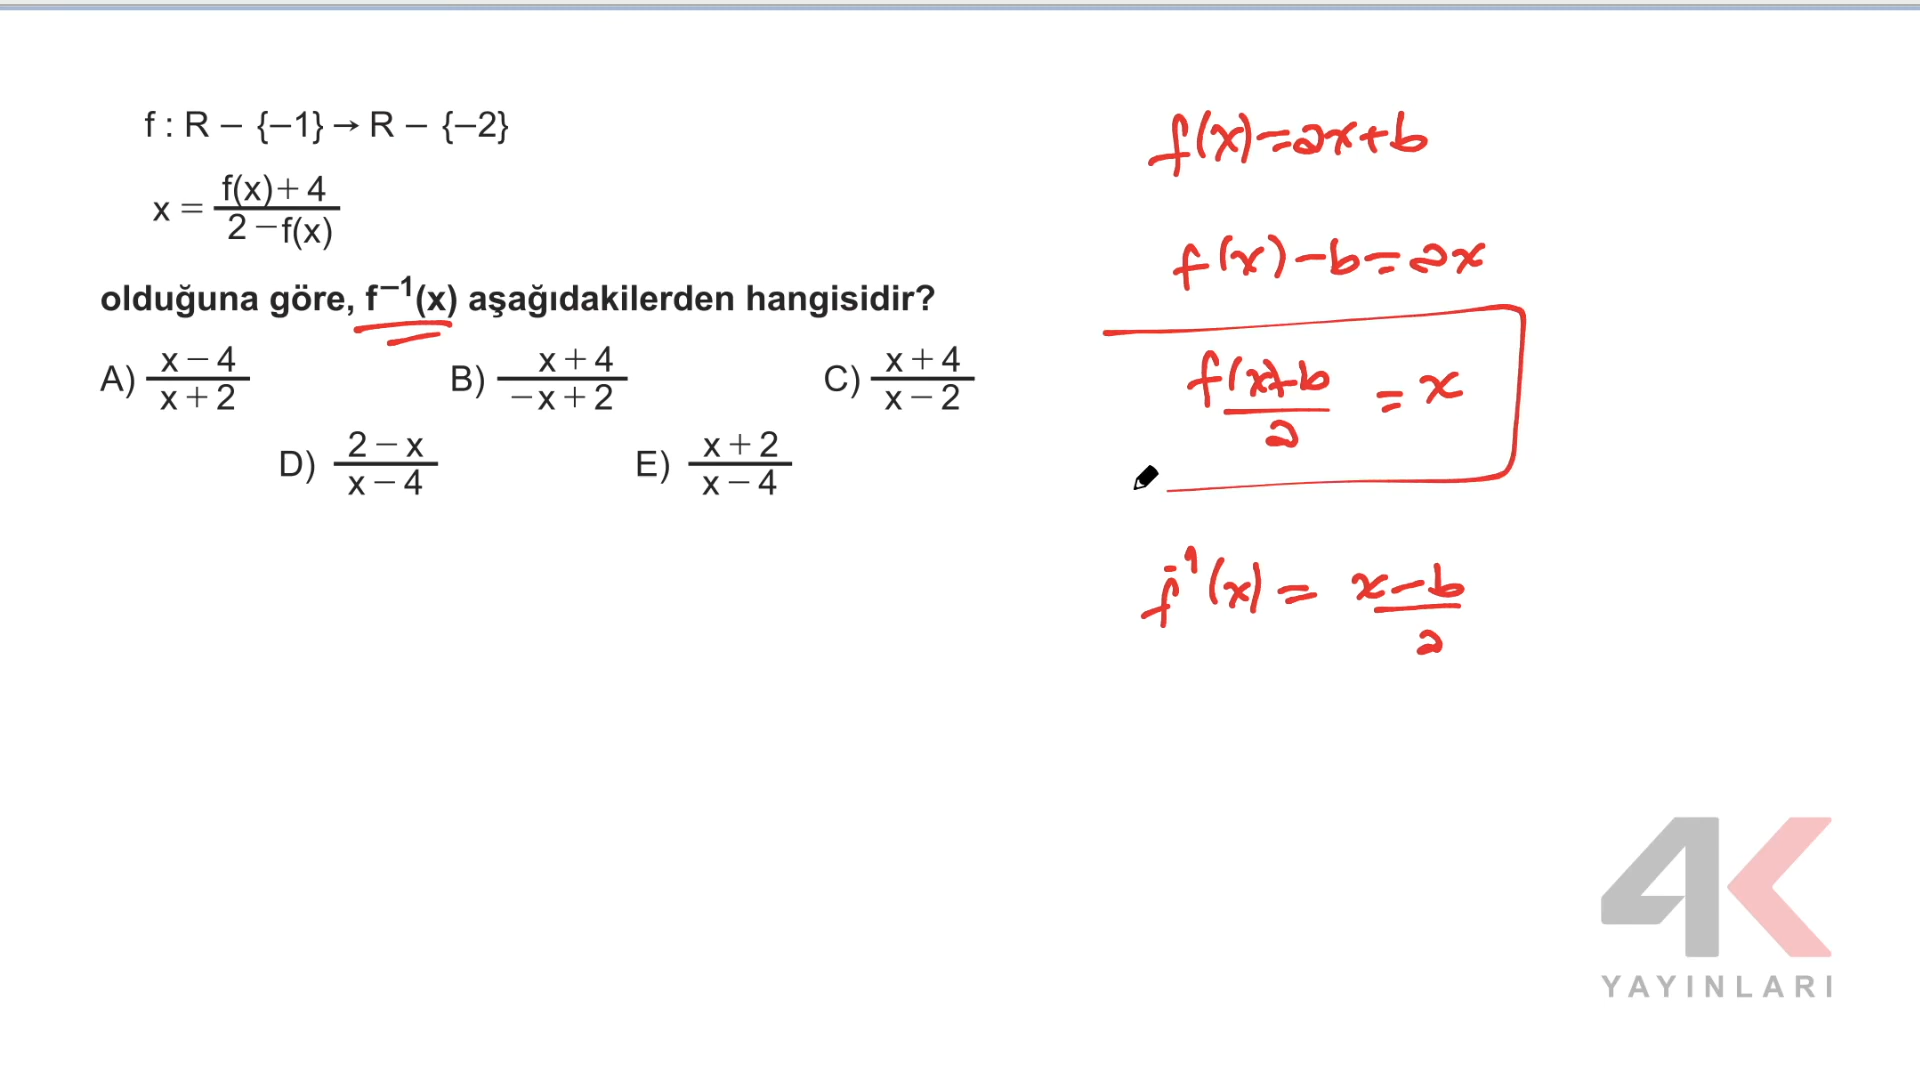 f : R – {–1} → R – {–2}
x = (f(x) + 4) / (2 – f(x))
olduğuna göre, f⁻¹(x) aşağıdakilerden hangisidir?
A) (x – 4) / (x + 2) B) (x + 4) / (–x + 2) C) (x + 4) / (x – 2)
D) (2 – x) / (x – 4) E) (x + 2) / (x – 4)
f(x)=2x+b
f(x)-b=2x
(f(x)-b) / 2 = x
f⁻¹(x) = (x-b) / 2
4K
YAYINLARI